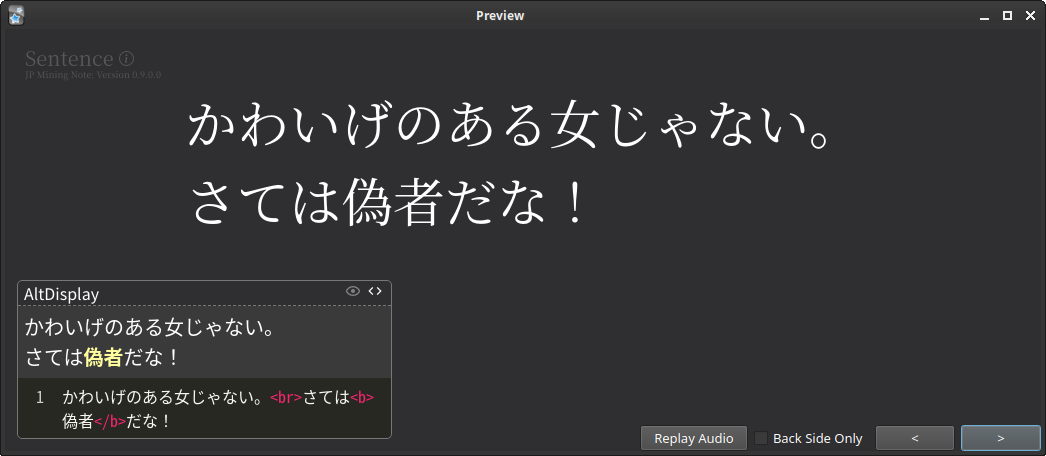 Preview
Sentence
JP Mining Note: Version 0.9.0.0
かわいげのある女じゃない。
さては偽者だな！
AltDisplay
かわいげのある女じゃない。
さては偽者だな！
1 かわいげのある女じゃない。<br>さては<b>
偽者</b>だな！
Replay Audio Back Side Only < >